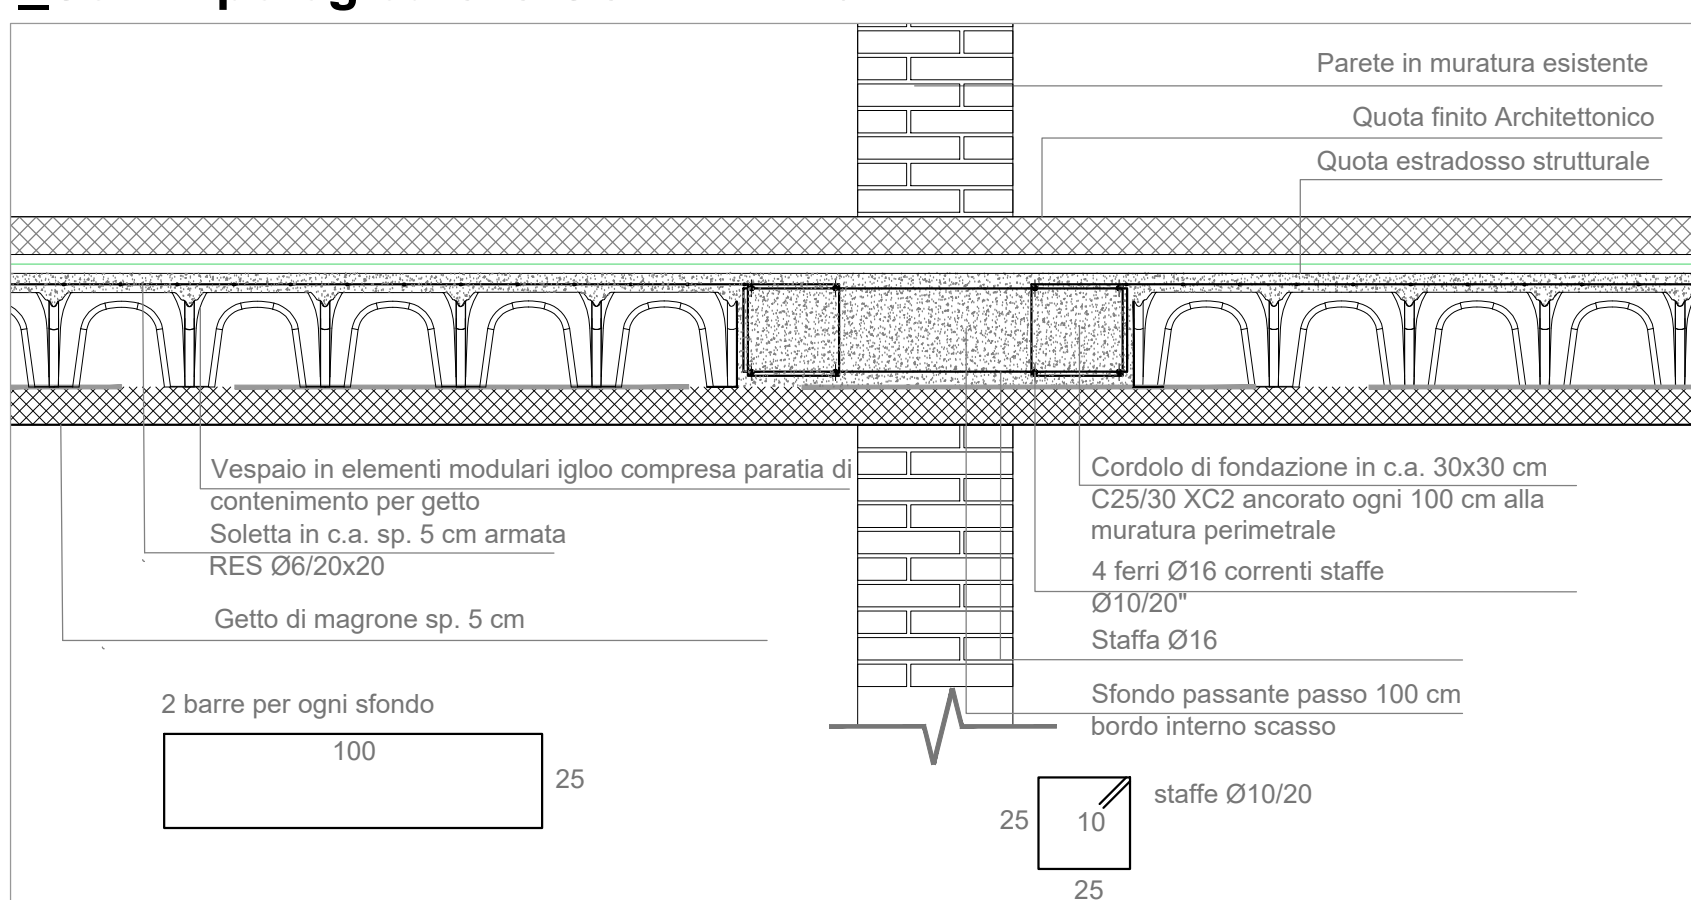 Parete in muratura esistente
Quota finito Architettonico
Quota estradosso strutturale
Vespaio in elementi modulari igloo compresa paratia di
contenimento per getto
Soletta in c.a. sp. 5 cm armata
RES Ø6/20x20
Getto di magrone sp. 5 cm
Cordolo di fondazione in c.a. 30x30 cm
C25/30 XC2 ancorato ogni 100 cm alla
muratura perimetrale
4 ferri Ø16 correnti staffe
Ø10/20"
Staffa Ø16
Sfondo passante passo 100 cm
bordo interno scasso
2 barre per ogni sfondo
100
25
staffe Ø10/20
25
10
25